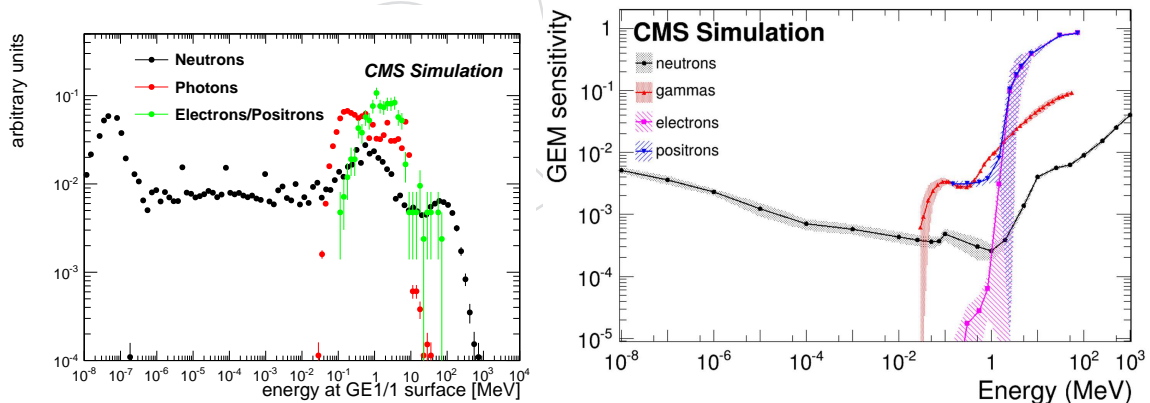 arbitrary units
10⁻¹
10⁻²
10⁻³
10⁻⁴
Neutrons
Photons
Electrons/Positrons
CMS Simulation
10⁻⁸ 10⁻⁷ 10⁻⁶ 10⁻⁵ 10⁻⁴ 10⁻³ 10⁻² 10⁻¹ 1 10 10² 10³ 10⁴
energy at GE1/1 surface [MeV]
GEM sensitivity
1
10⁻¹
10⁻²
10⁻³
10⁻⁴
10⁻⁵
CMS Simulation
neutrons
gammas
electrons
positrons
10⁻⁸ 10⁻⁶ 10⁻⁴ 10⁻² 1 10² 10³
Energy (MeV)